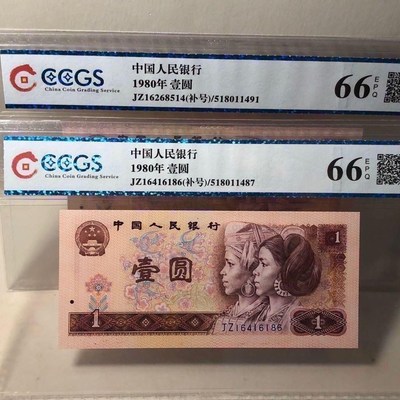 CCGS
China Coin Grading Service
中国人民银行
1980年 壹圆
JZ16268514(补号)/518011491
66 EPQ
CCGS
China Coin Grading Service
中国人民银行
1980年 壹圆
JZ16416186(补号)/518011487
66 EPQ
中国人民银行
1
壹圆
JZ16416186
1
1